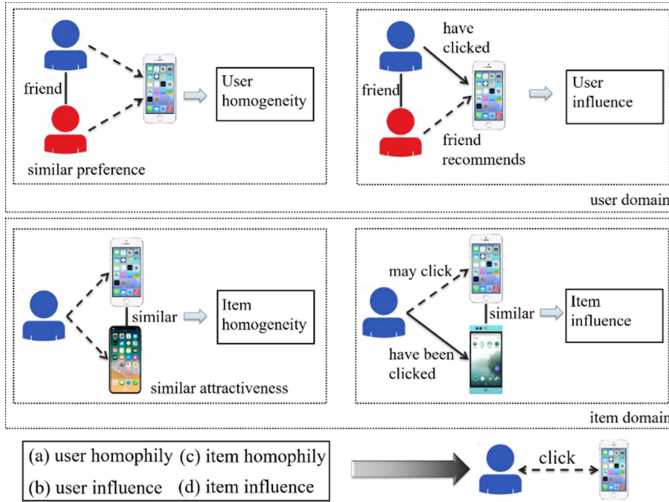 friend
similar preference
User
homogeneity
have
clicked
friend
friend
recommends
User
influence
user domain
similar
similar attractiveness
Item
homogeneity
may click
similar
have been
clicked
Item
influence
item domain
(a) user homophily (c) item homophily
(b) user influence (d) item influence
click